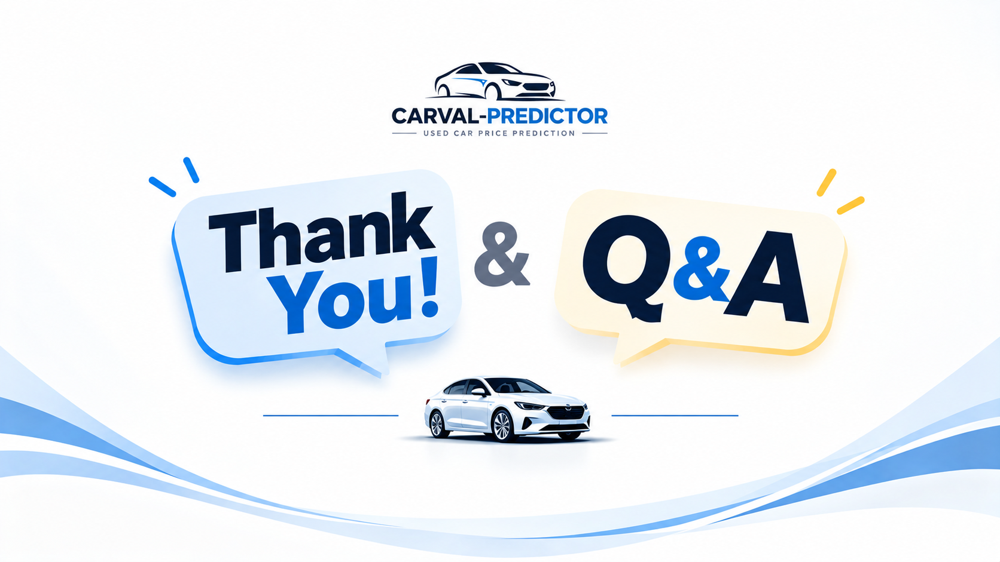 CARVAL-PREDICTOR
USED CAR PRICE PREDICTION
Thank
You!
&
Q&A